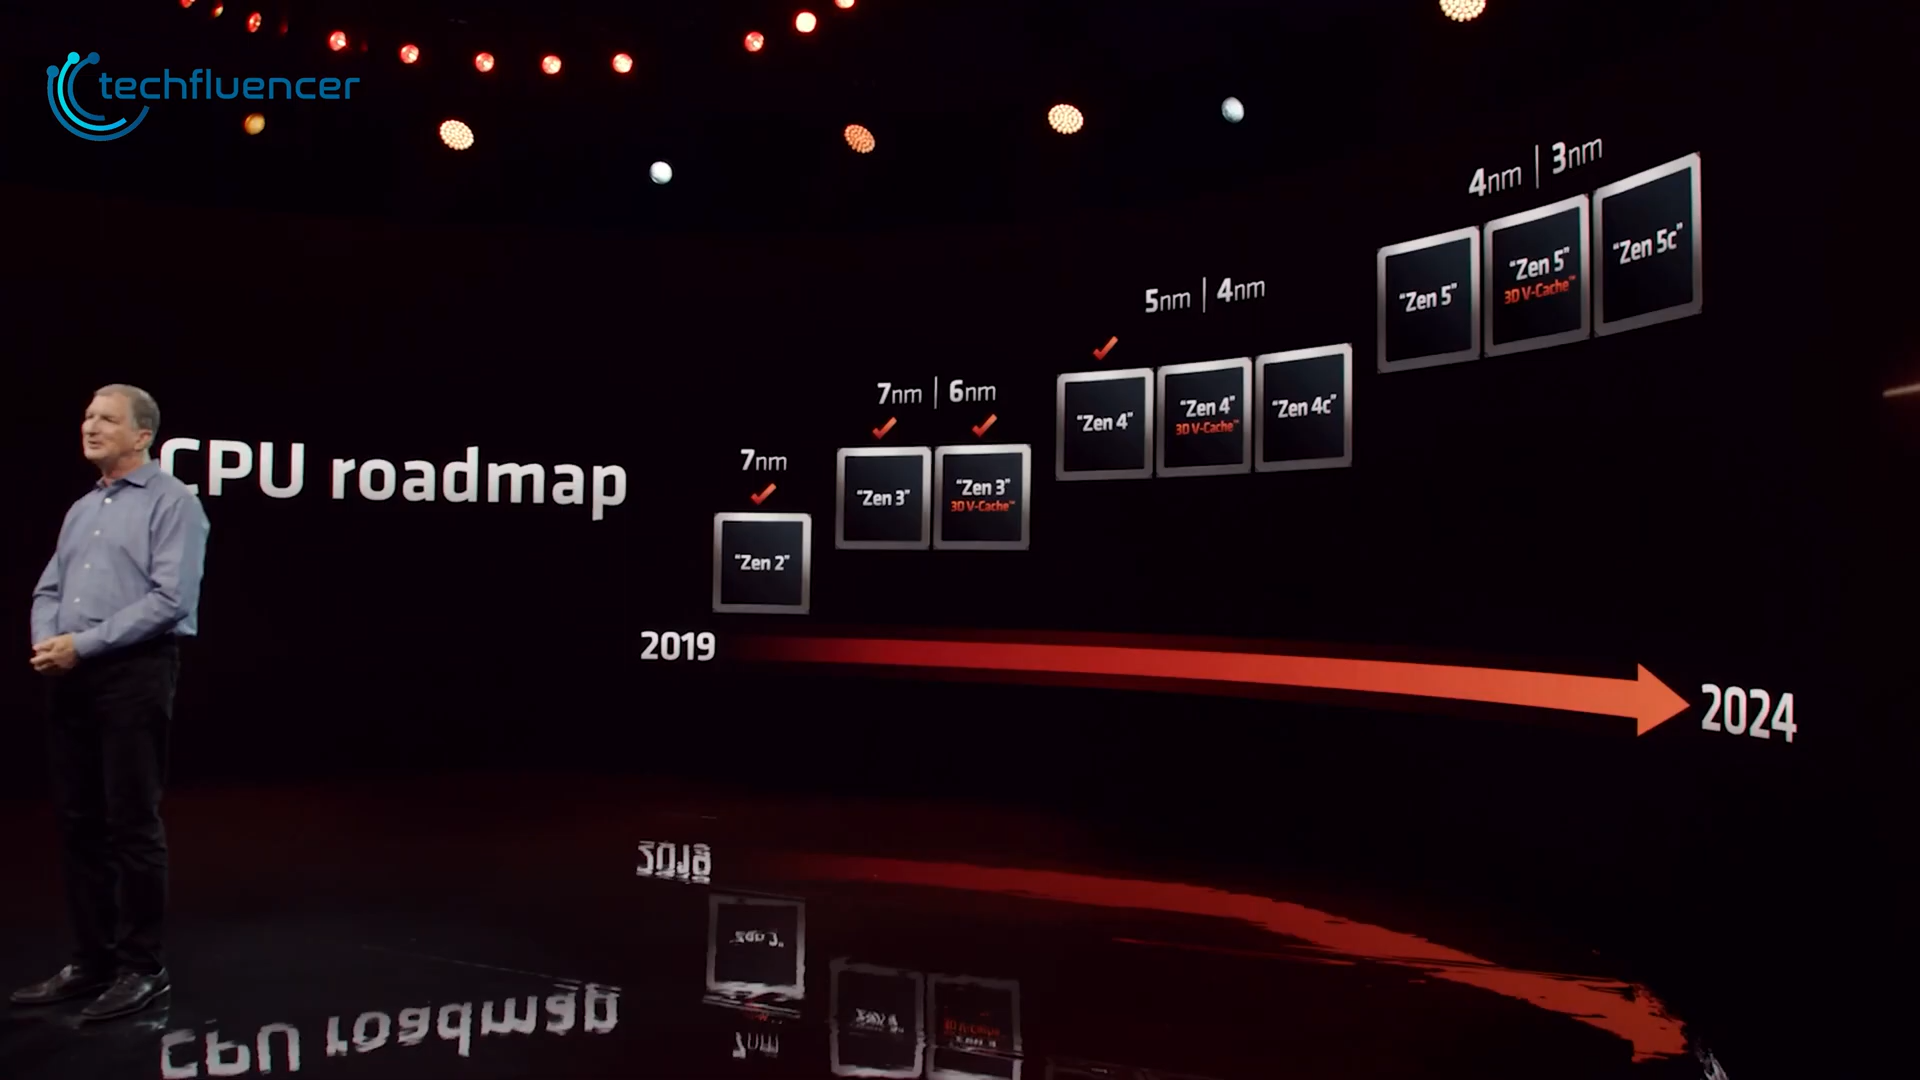 techfluencer
CPU roadmap
7nm
"Zen 2"
7nm | 6nm
"Zen 3"
"Zen 3"
3D V-Cache™
5nm | 4nm
"Zen 4"
"Zen 4"
3D V-Cache™
"Zen 4c"
4nm | 3nm
"Zen 5"
"Zen 5"
3D V-Cache™
"Zen 5c"
2019
2024